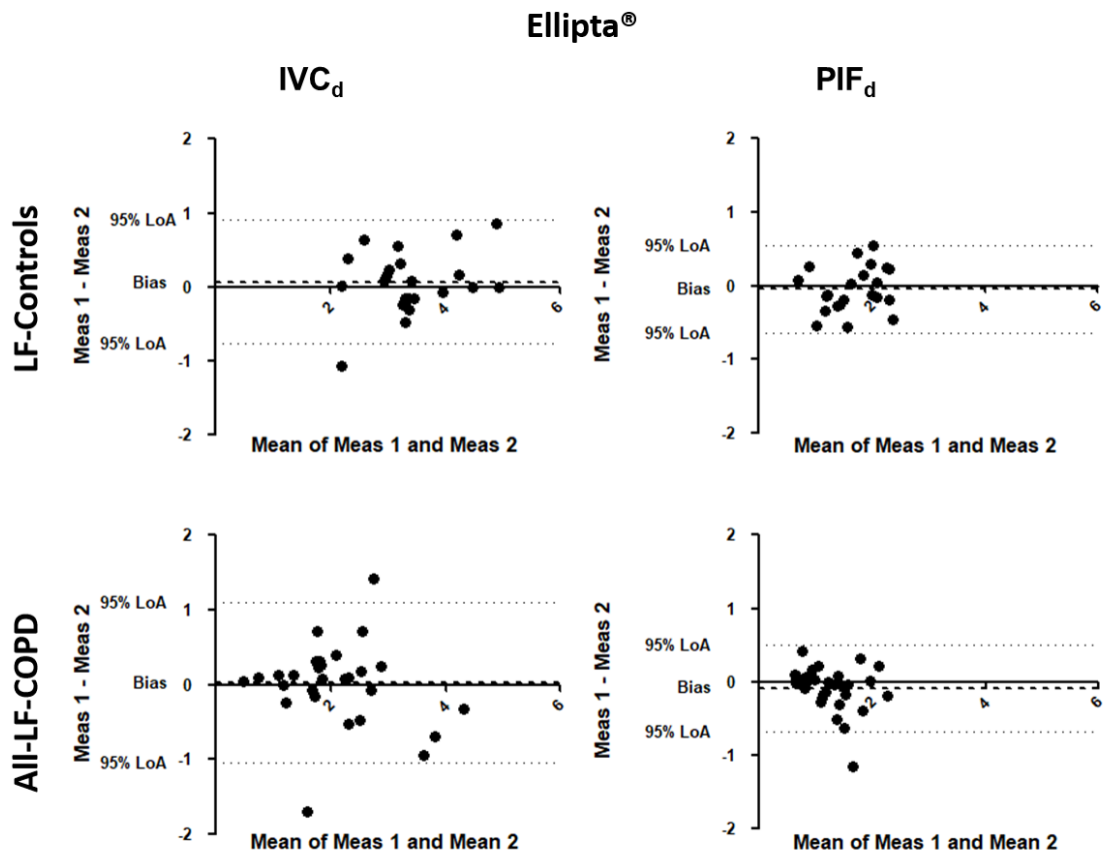 Ellipta®
IVCd
PIFd
LF-Controls
Meas 1 - Meas 2
2
1
0
-1
-2
95% LoA
Bias
95% LoA
2
4
6
Mean of Meas 1 and Meas 2
Meas 1 - Meas 2
2
1
0
-1
-2
95% LoA
Bias
95% LoA
2
4
6
Mean of Meas 1 and Meas 2
All-LF-COPD
Meas 1 - Meas 2
2
1
0
-1
-2
95% LoA
Bias
95% LoA
2
4
6
Mean of Meas 1 and Mean 2
Meas 1 - Meas 2
2
1
0
-1
-2
95% LoA
Bias
95% LoA
2
4
6
Mean of Meas 1 and Mean 2